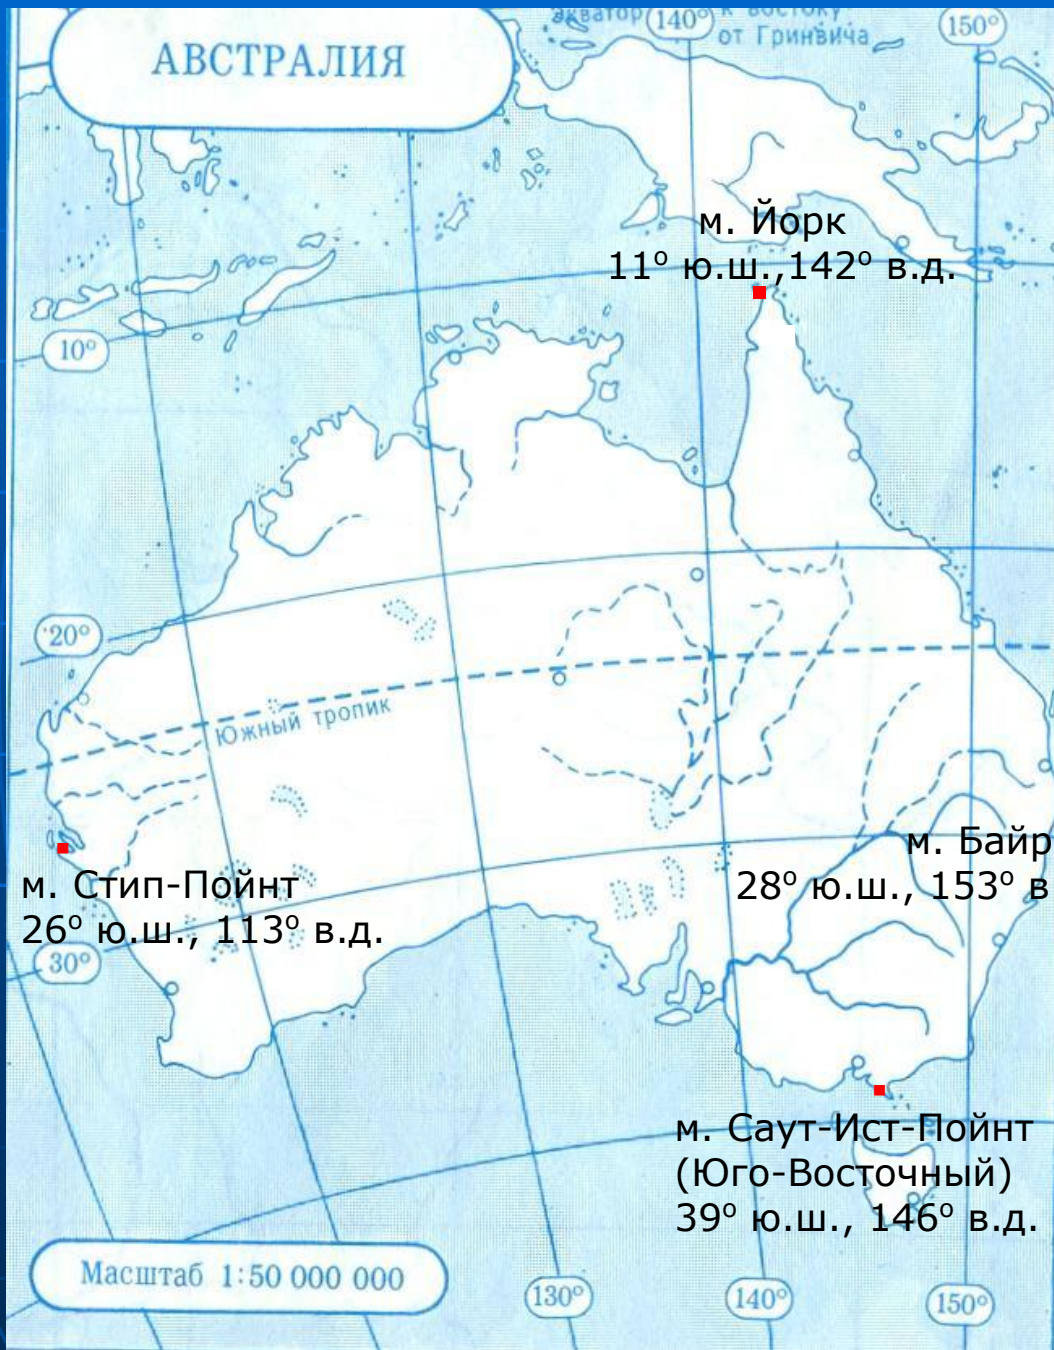 АВСТРАЛИЯ
экватор 140° к востоку
от Гринвича
150°
м. Йорк
11° ю.ш.,142° в.д.
10°
20°
Южный тропик
м. Байр
28° ю.ш., 153° в
м. Стип-Пойнт
26° ю.ш., 113° в.д.
30°
м. Саут-Ист-Пойнт
(Юго-Восточный)
39° ю.ш., 146° в.д.
Масштаб 1:50 000 000
130°
140°
150°